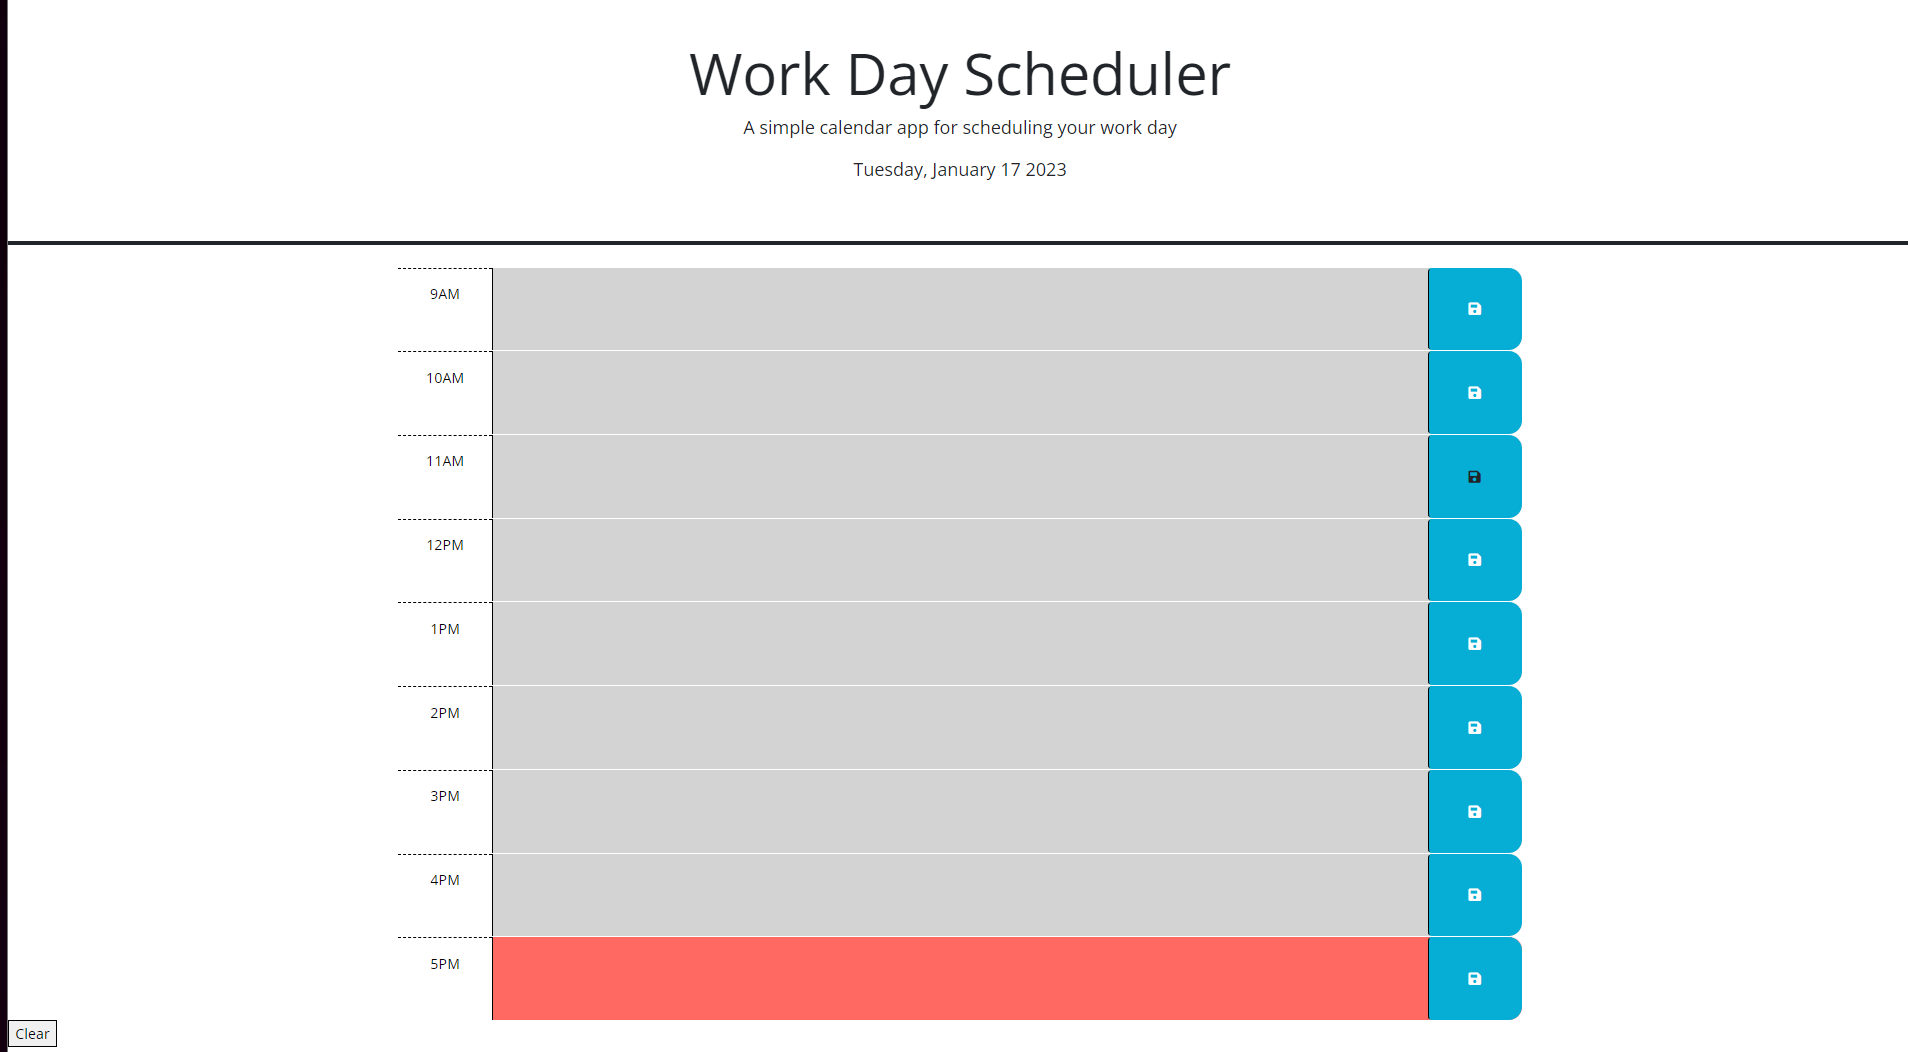 Work Day Scheduler
A simple calendar app for scheduling your work day
Tuesday, January 17 2023
9AM
10AM
11AM
12PM
1PM
2PM
3PM
4PM
5PM
Clear